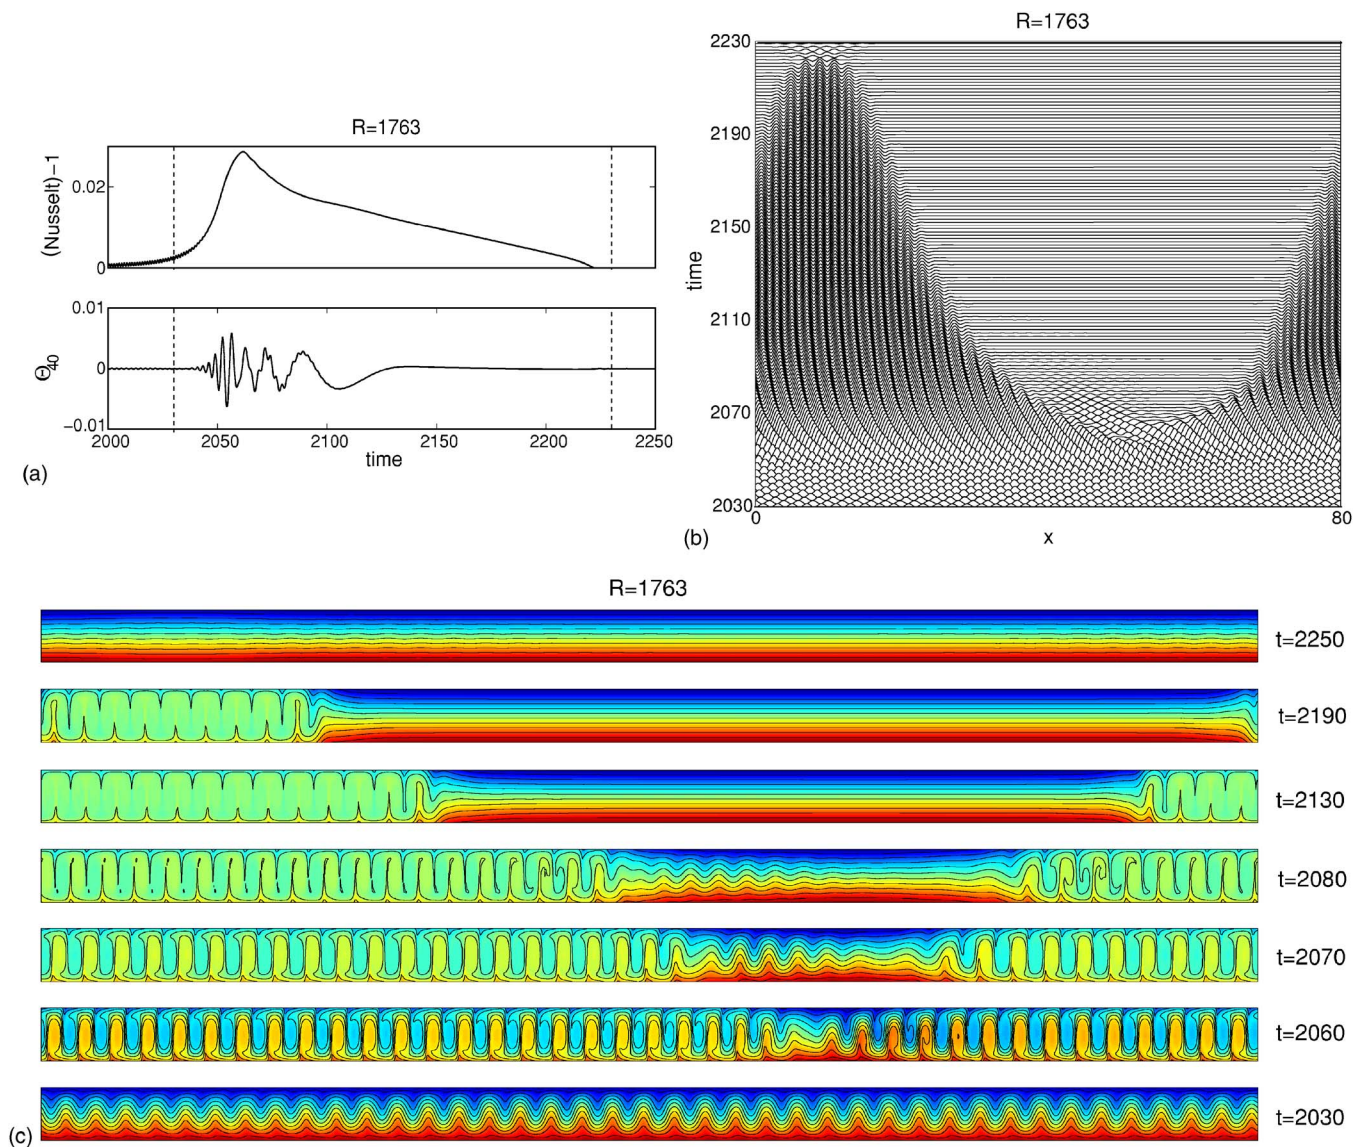 R=1763
(Nusselt)−1
0.02
0
0.01
0
−0.01
Θ40
2000 2050 2100 2150 2200 2250
time
(a)
R=1763
2230
2190
2150
2110
2070
2030
time
0 80
x
(b)
R=1763
t=2250
t=2190
t=2130
t=2080
t=2070
t=2060
t=2030
(c)